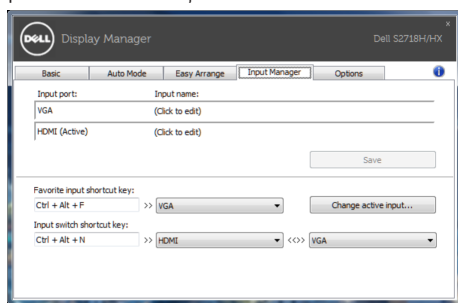 DELL Display Manager Dell S2718H/HX
Basic Auto Mode Easy Arrange Input Manager Options
Input port: Input name:
VGA (Click to edit)
HDMI (Active) (Click to edit)
Save
Favorite input shortcut key:
Ctrl + Alt + F >> VGA Change active input...
Input switch shortcut key:
Ctrl + Alt + N >> HDMI <<>> VGA